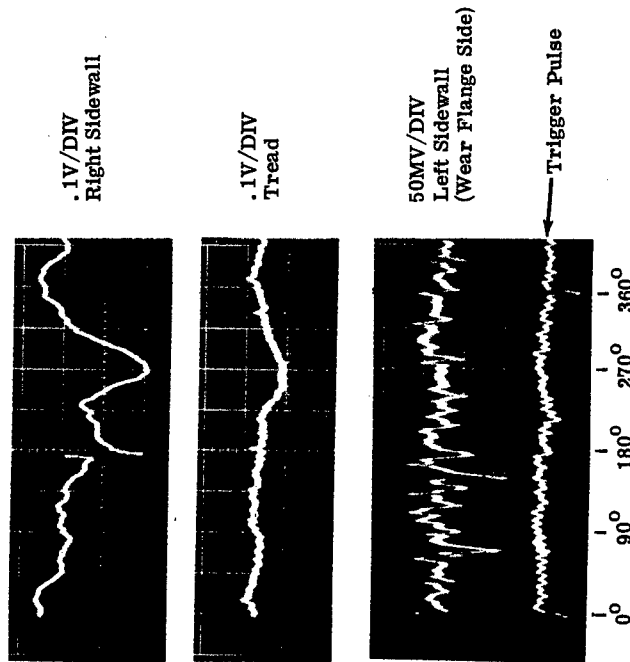 .1V/DIV
Right Sidewall
.1V/DIV
Tread
50MV/DIV
Left Sidewall
(Wear Flange Side)
Trigger Pulse
0°
90°
180°
270°
360°